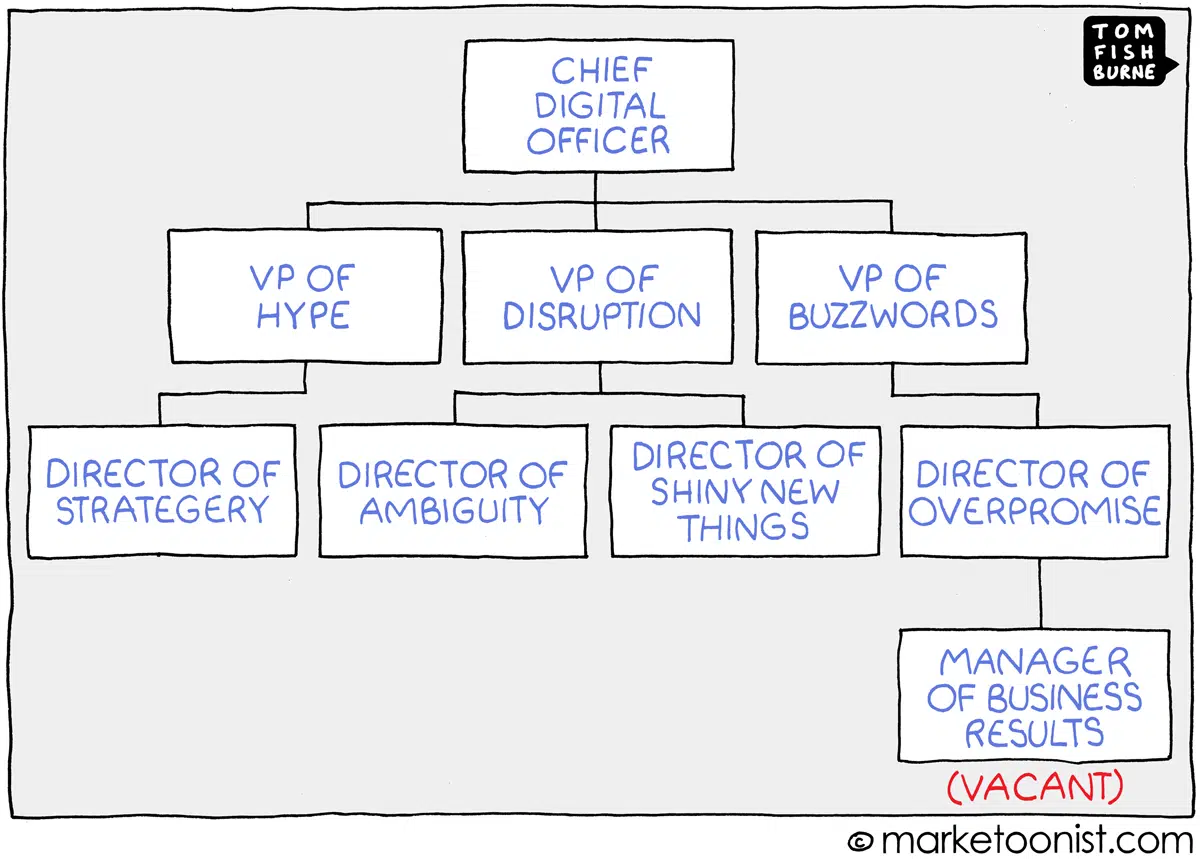 TOM
FISH
BURNE
CHIEF
DIGITAL
OFFICER
VP OF
HYPE
VP OF
DISRUPTION
VP OF
BUZZWORDS
DIRECTOR OF
STRATEGERY
DIRECTOR OF
AMBIGUITY
DIRECTOR OF
SHINY NEW
THINGS
DIRECTOR OF
OVERPROMISE
MANAGER
OF BUSINESS
RESULTS
(VACANT)
© marketoonist.com